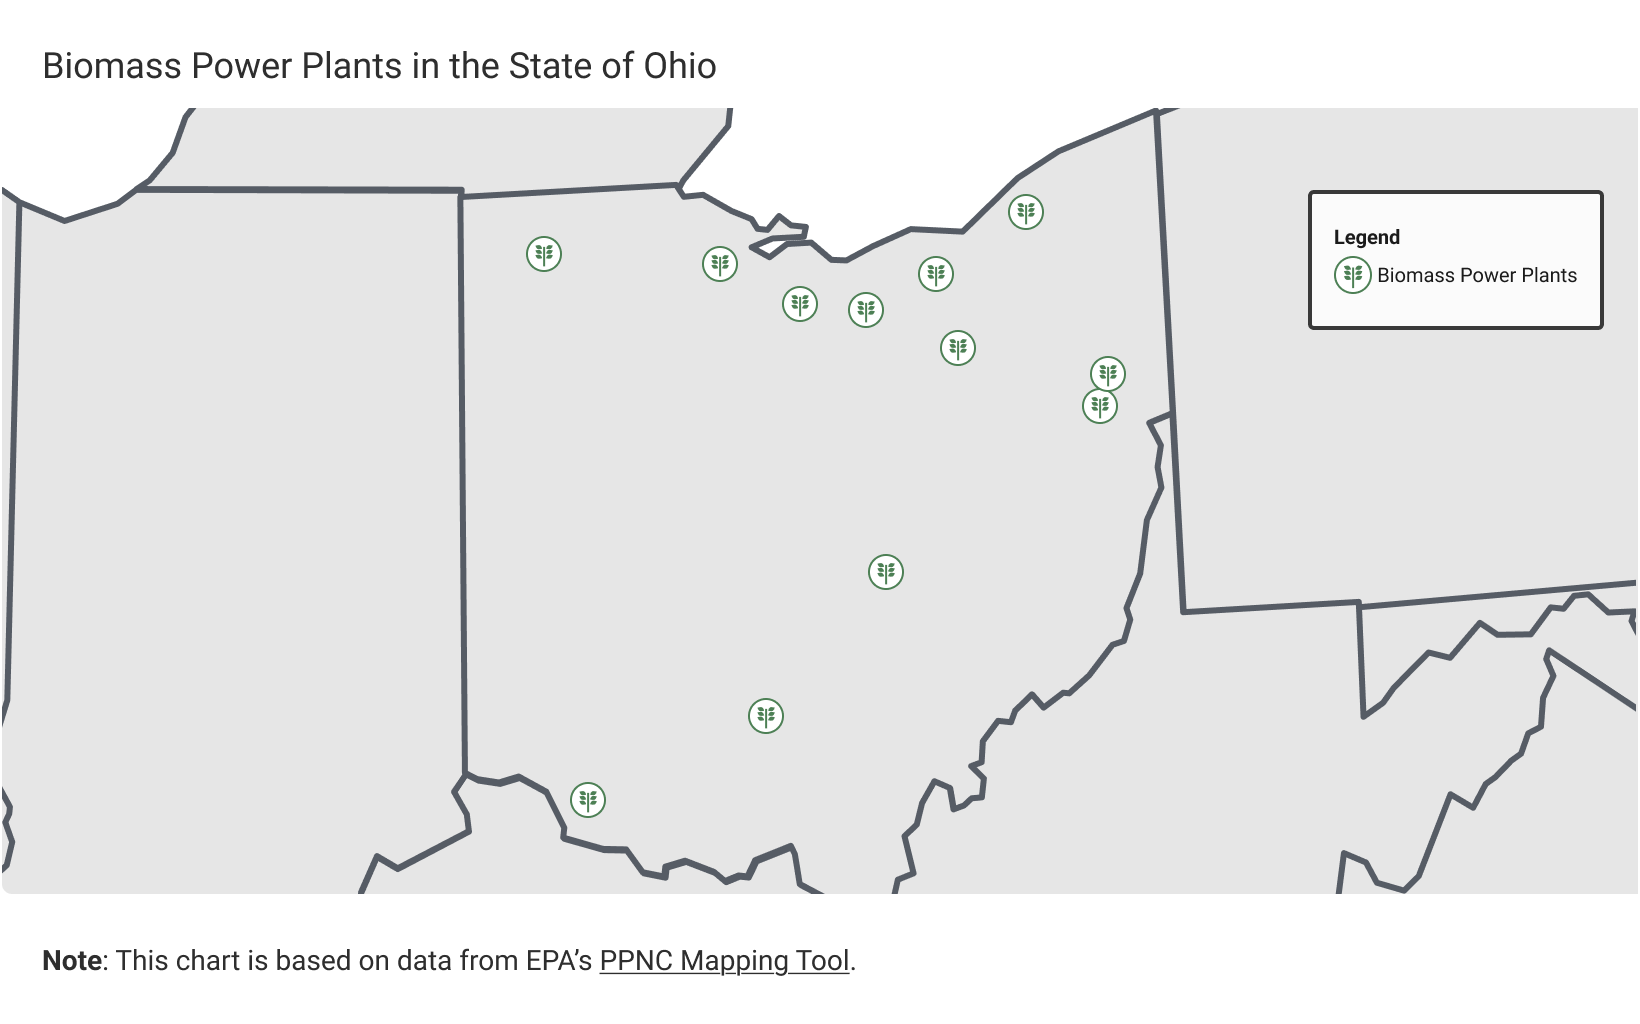 Biomass Power Plants in the State of Ohio
Legend
Biomass Power Plants
Note: This chart is based on data from EPA’s PPNC Mapping Tool.